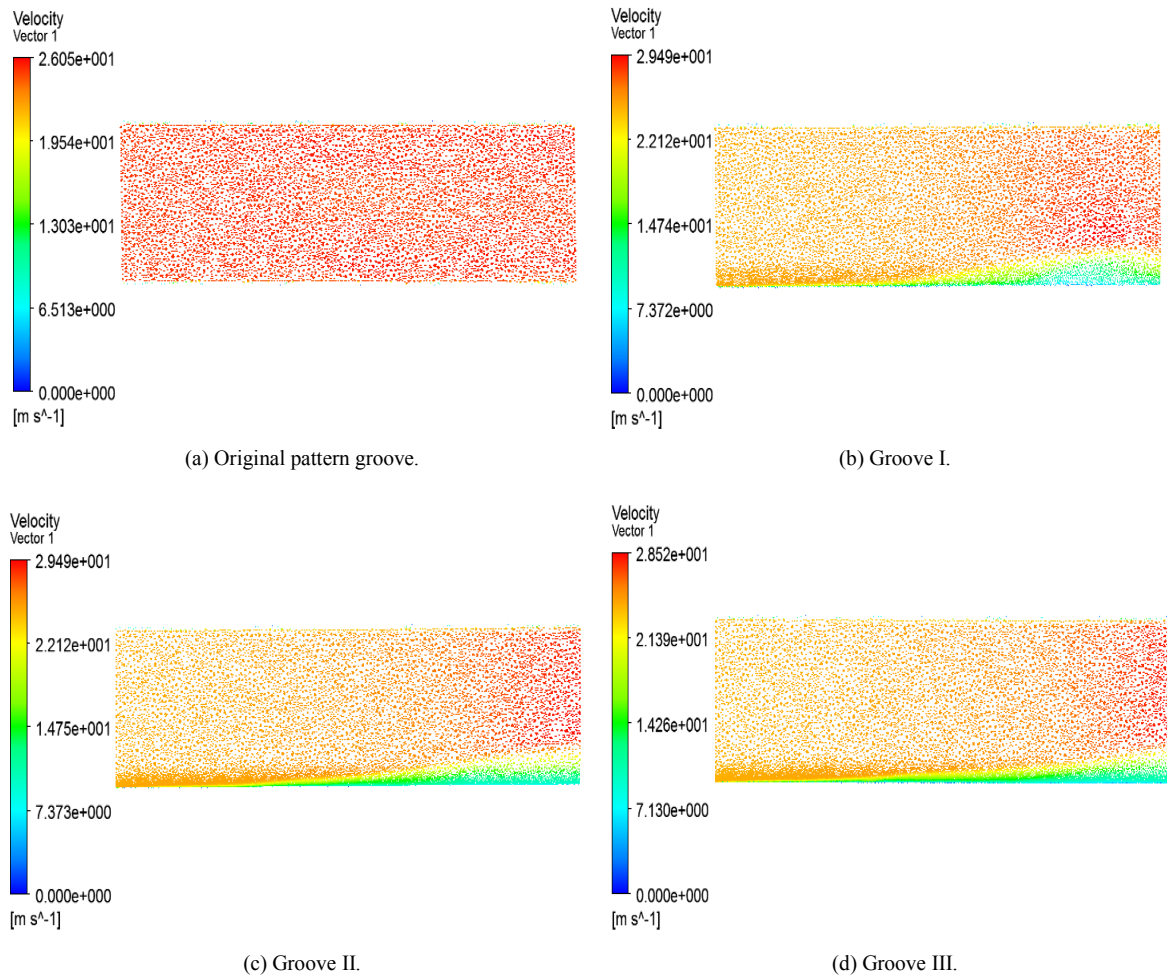 Velocity
Vector 1
2.605e+001
1.954e+001
1.303e+001
6.513e+000
0.000e+000
[m s^-1]
(a) Original pattern groove.
Velocity
Vector 1
2.949e+001
2.212e+001
1.474e+001
7.372e+000
0.000e+000
[m s^-1]
(b) Groove I.
Velocity
Vector 1
2.949e+001
2.212e+001
1.475e+001
7.373e+000
0.000e+000
[m s^-1]
(c) Groove II.
Velocity
Vector 1
2.852e+001
2.139e+001
1.426e+001
7.130e+000
0.000e+000
[m s^-1]
(d) Groove III.